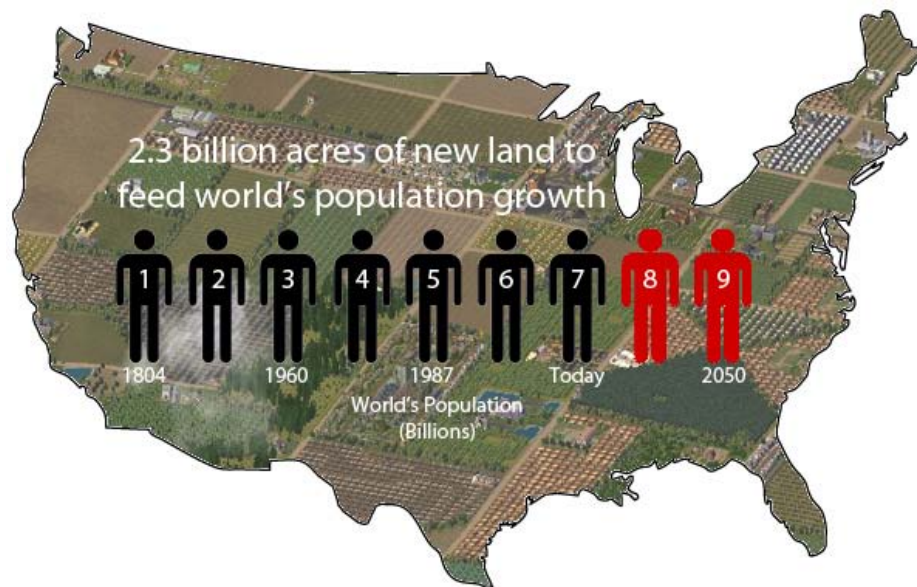 2.3 billion acres of new land to
feed world's population growth
1 2 3 4 5 6 7 8 9
1804 1960 1987 Today 2050
World's Population
(Billions)